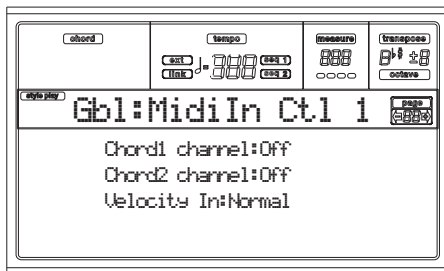 chord
tempo
measure
transpose
ext
link
seq 1
seq 2
octave
style play
Gbl:MidiIn Ctl 1
page
Chord1 channel:Off
Chord2 channel:Off
Velocity In:Normal